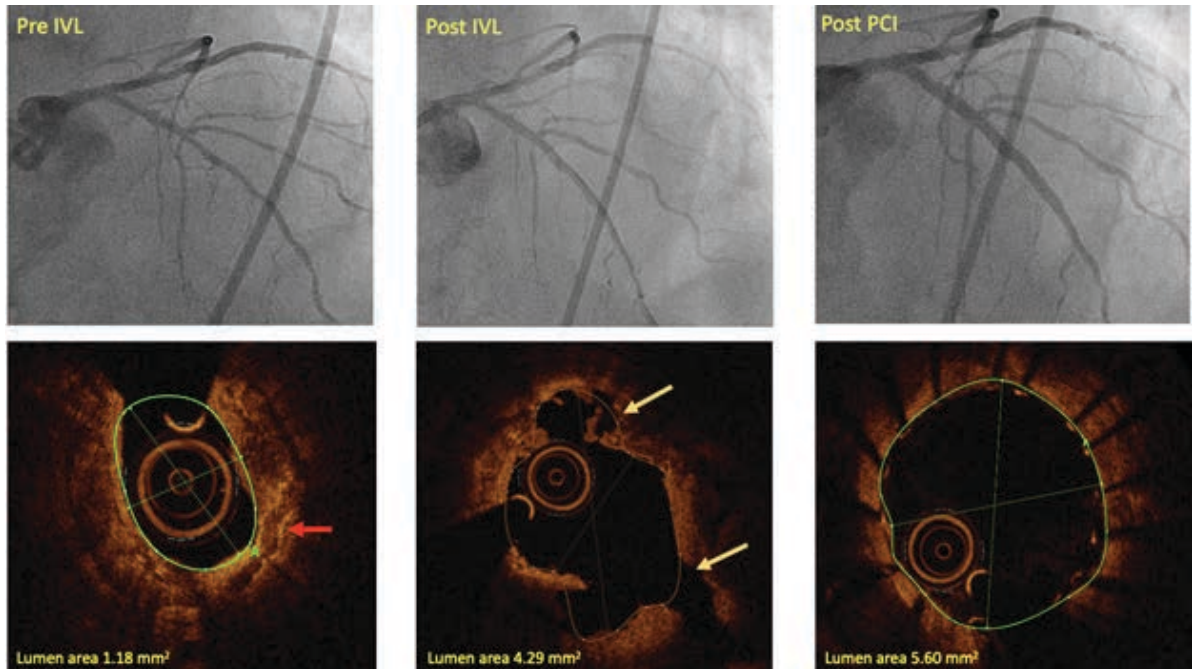 Pre IVL
Post IVL
Post PCI
Lumen area 1.18 mm²
Lumen area 4.29 mm²
Lumen area 5.60 mm²